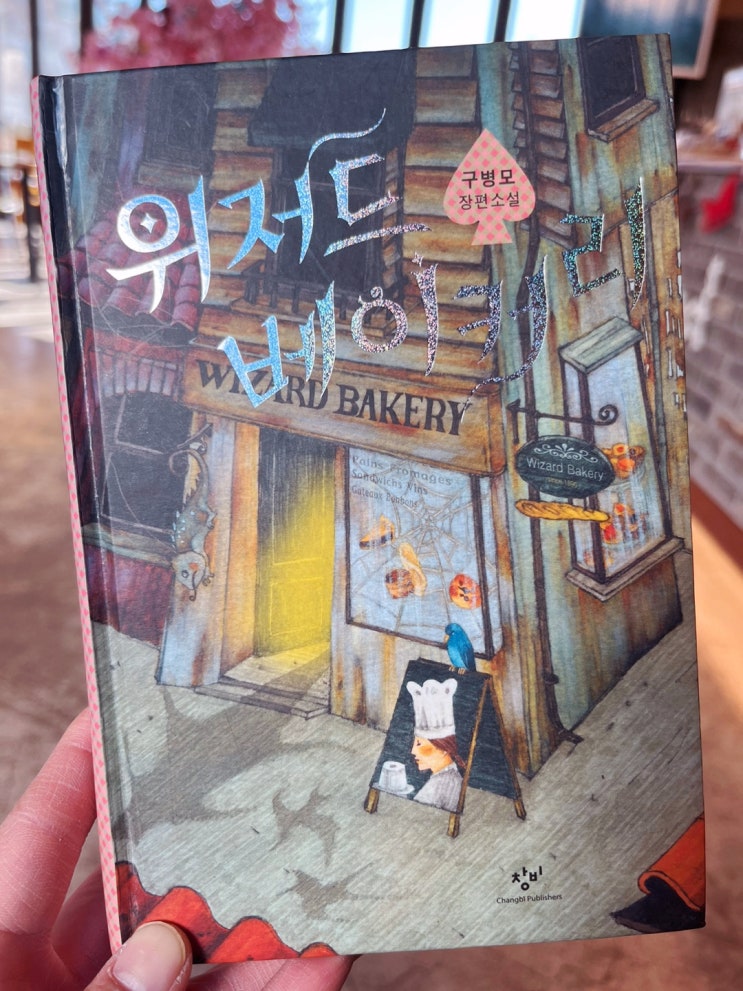 위저드
베이커리
구병모
장편소설
WIZARD BAKERY
Pains Fromages
Sandwichs Vins
Gateaux Bonbons
Wizard Bakery
창비
Changbi Publishers